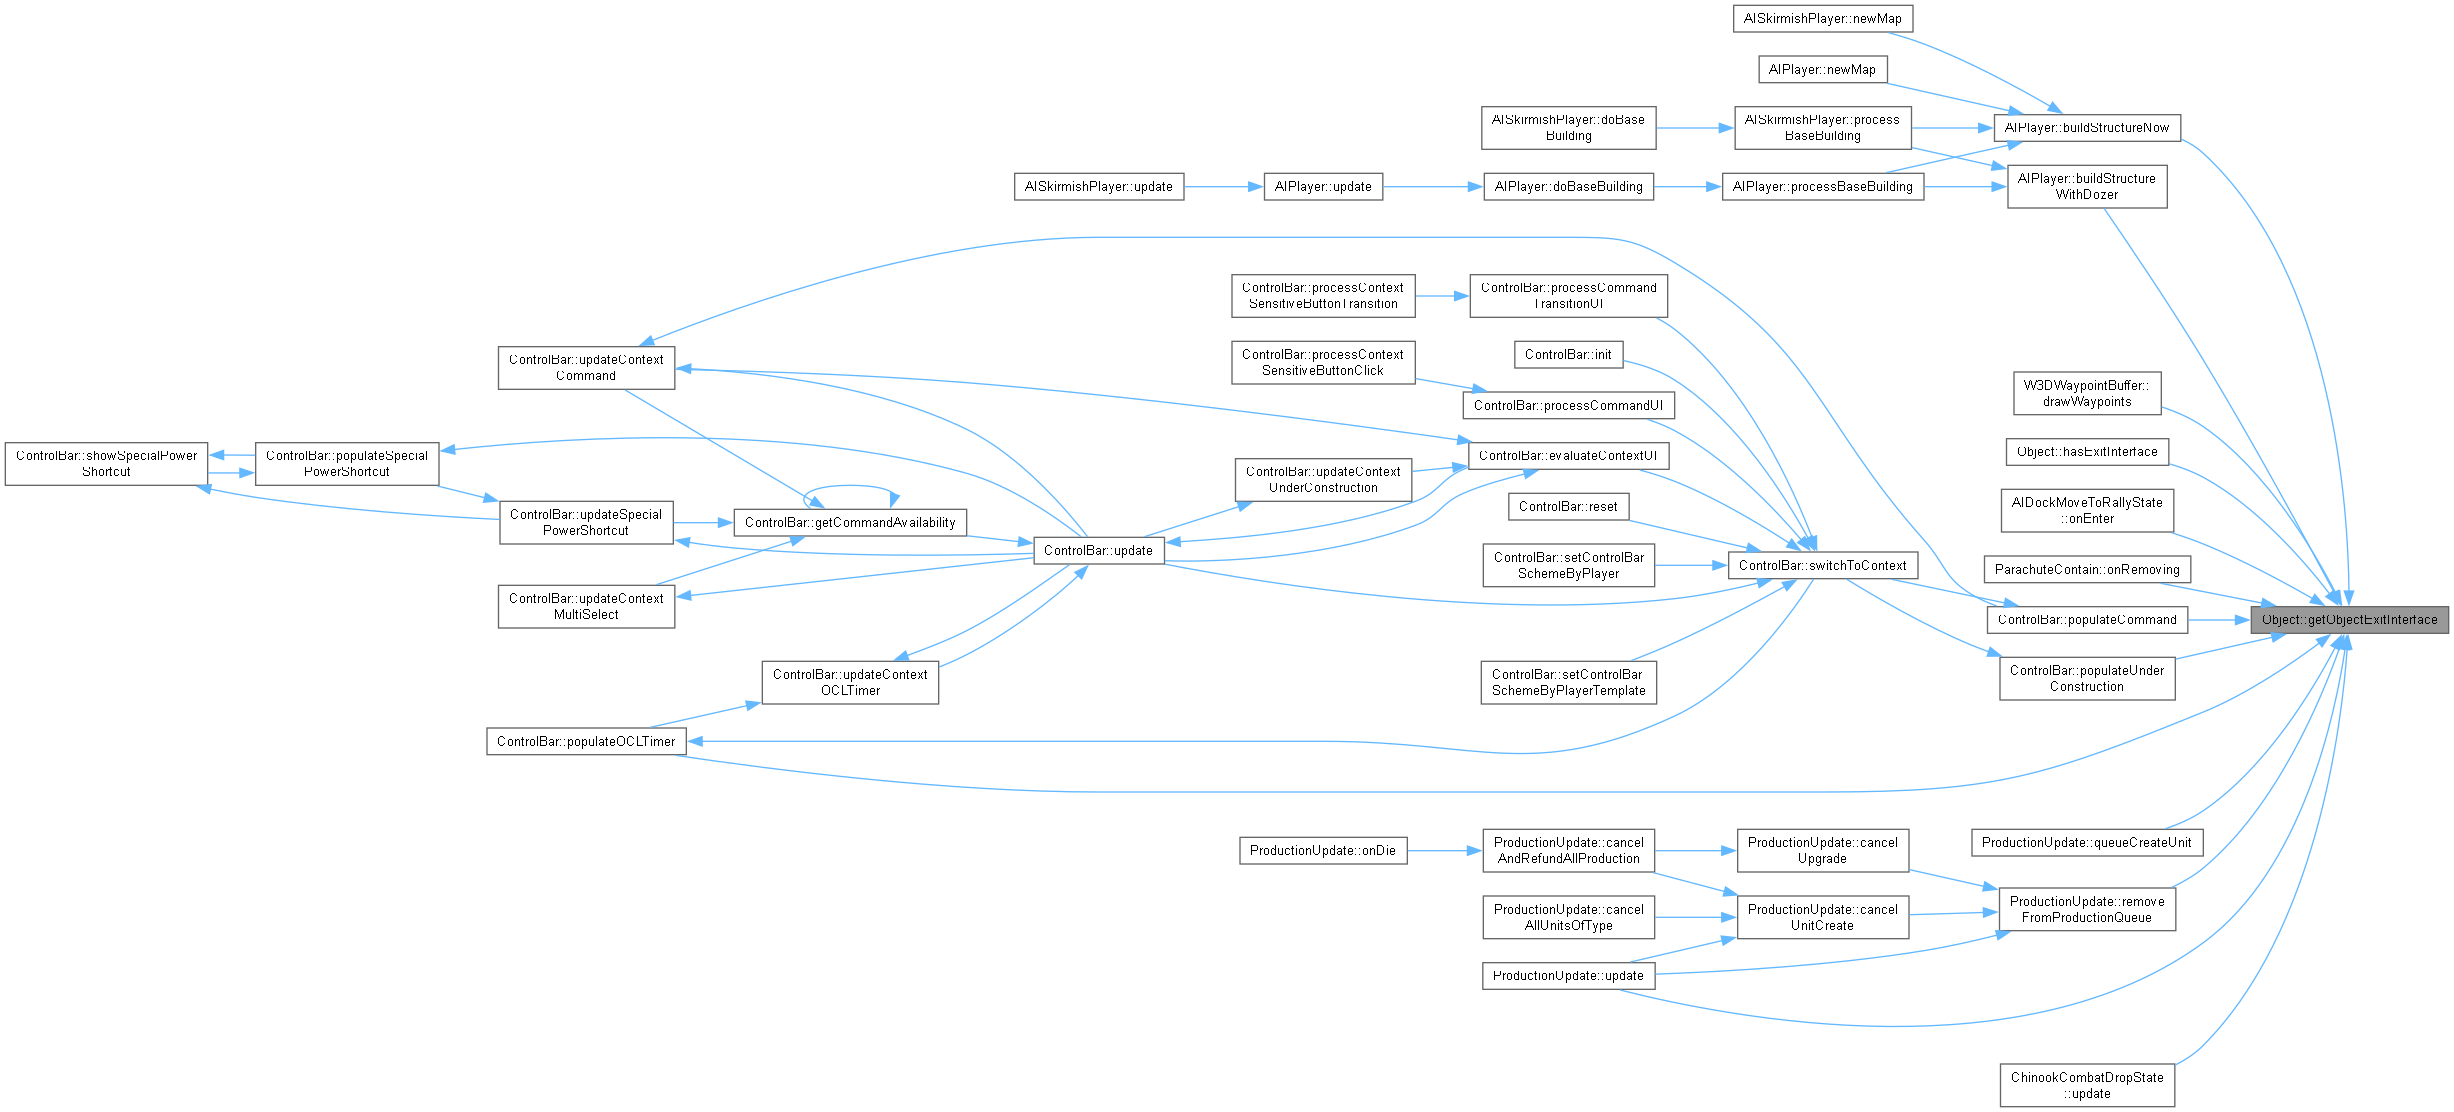 AISkirmishPlayer::newMap
AIPlayer::newMap
AISkirmishPlayer::doBase
Building
AISkirmishPlayer::process
BaseBuilding
AIPlayer::buildStructureNow
AISkirmishPlayer::update
AIPlayer::update
AIPlayer::doBaseBuilding
AIPlayer::processBaseBuilding
AIPlayer::buildStructure
WithDozer
ControlBar::processContext
SensitiveButtonTransition
ControlBar::processCommand
TransitionUI
ControlBar::updateContext
Command
ControlBar::processContext
SensitiveButtonClick
ControlBar::init
ControlBar::processCommandUI
W3DWaypointBuffer::
drawWaypoints
ControlBar::showSpecialPower
Shortcut
ControlBar::populateSpecial
PowerShortcut
ControlBar::updateContext
UnderConstruction
ControlBar::evaluateContextUI
Object::hasExitInterface
ControlBar::updateSpecial
PowerShortcut
ControlBar::getCommandAvailability
ControlBar::update
ControlBar::reset
AIDockMoveToRallyState
::onEnter
ControlBar::setControlBar
SchemeByPlayer
ControlBar::switchToContext
ParachuteContain::onRemoving
ControlBar::updateContext
MultiSelect
ControlBar::populateCommand
Object::getObjectExitInterface
ControlBar::updateContext
OCLTimer
ControlBar::setControlBar
SchemeByPlayerTemplate
ControlBar::populateUnder
Construction
ControlBar::populateOCLTimer
ProductionUpdate::onDie
ProductionUpdate::cancel
AndRefundAllProduction
ProductionUpdate::cancel
Upgrade
ProductionUpdate::queueCreateUnit
ProductionUpdate::cancel
AllUnitsOfType
ProductionUpdate::cancel
UnitCreate
ProductionUpdate::remove
FromProductionQueue
ProductionUpdate::update
ChinookCombatDropState
::update